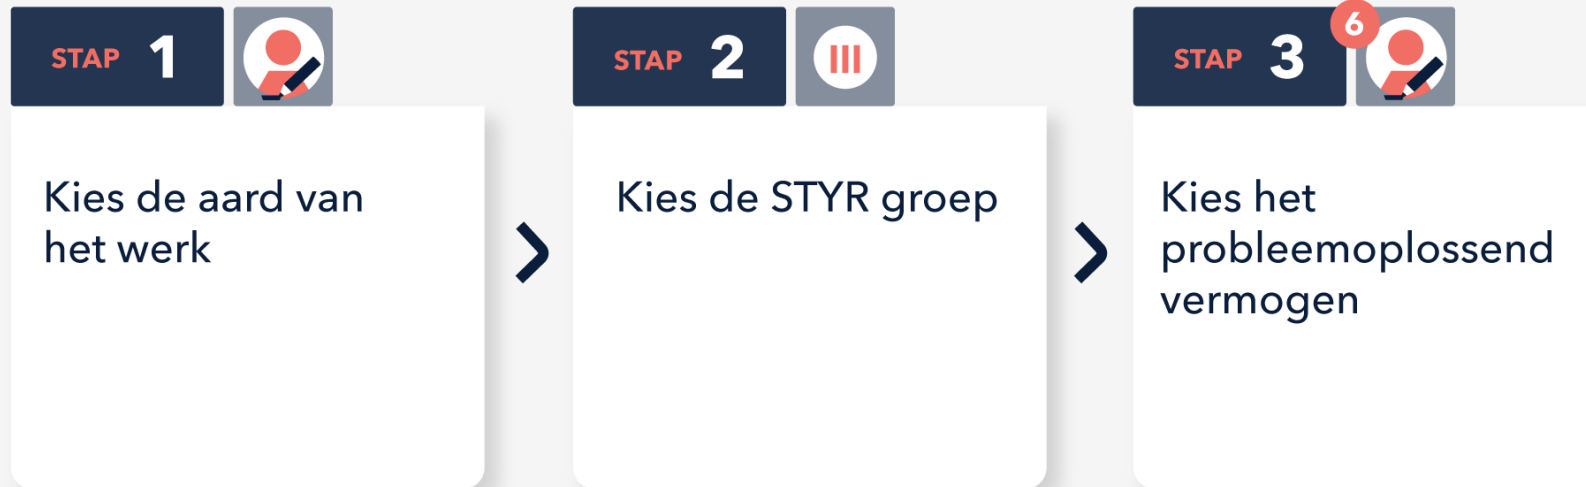 STAP 1
Kies de aard van
het werk
STAP 2
III
Kies de STYR groep
STAP 3
6
Kies het
probleemoplossend
vermogen